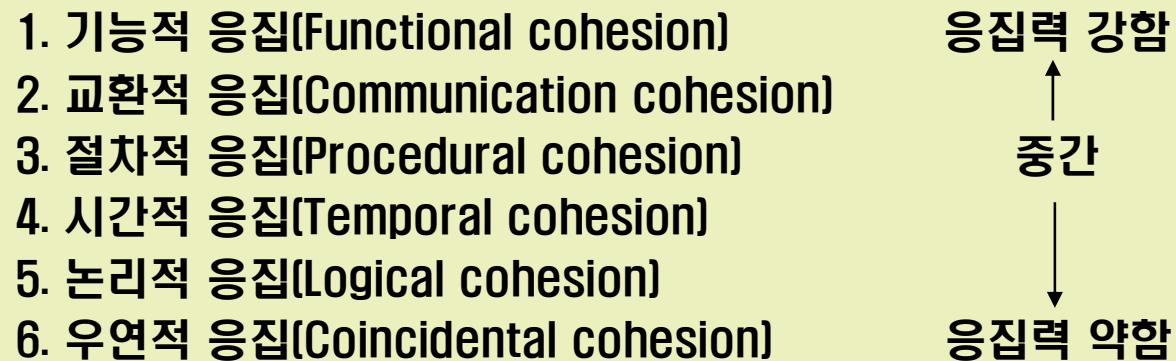 1. 기능적 응집(Functional cohesion) 응집력 강함
2. 교환적 응집(Communication cohesion)
3. 절차적 응집(Procedural cohesion) 중간
4. 시간적 응집(Temporal cohesion)
5. 논리적 응집(Logical cohesion)
6. 우연적 응집(Coincidental cohesion) 응집력 약함